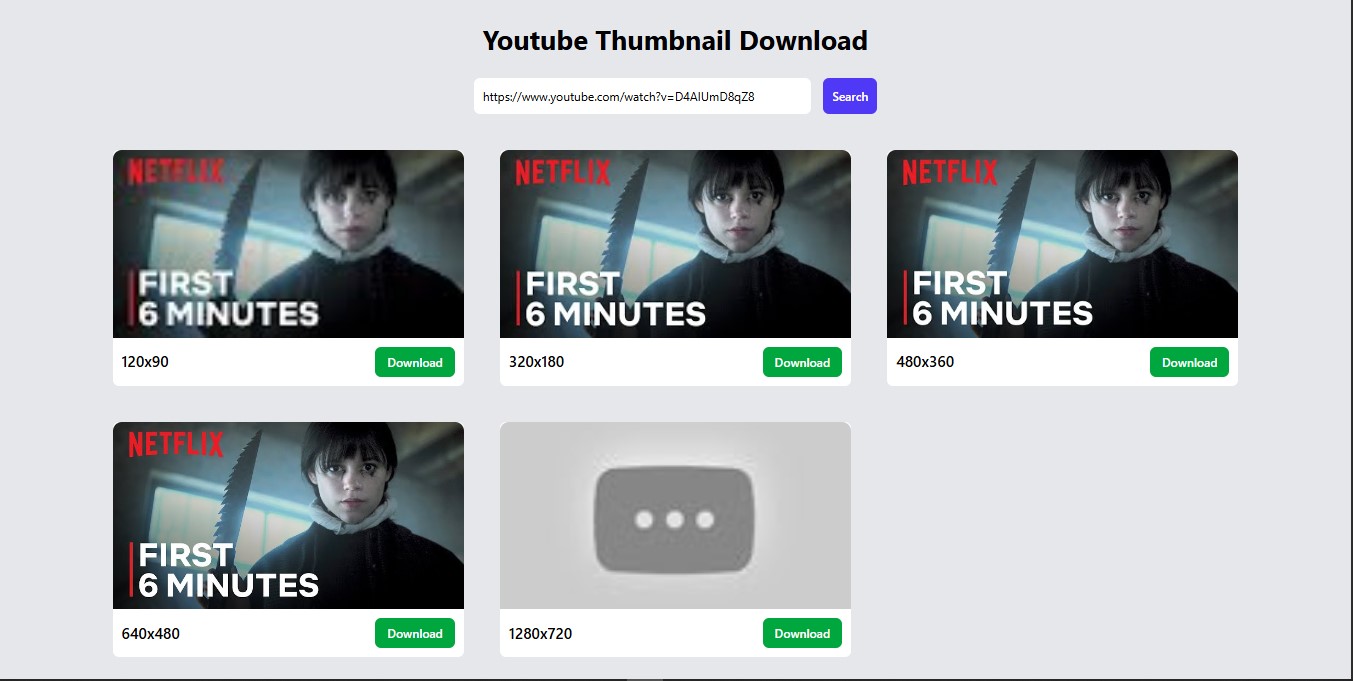 Youtube Thumbnail Download
https://www.youtube.com/watch?v=D4AlUmD8qZ8
Search
NETFLIX
FIRST
6 MINUTES
120x90
Download
NETFLIX
FIRST
6 MINUTES
320x180
Download
NETFLIX
FIRST
6 MINUTES
480x360
Download
NETFLIX
FIRST
6 MINUTES
640x480
Download
1280x720
Download